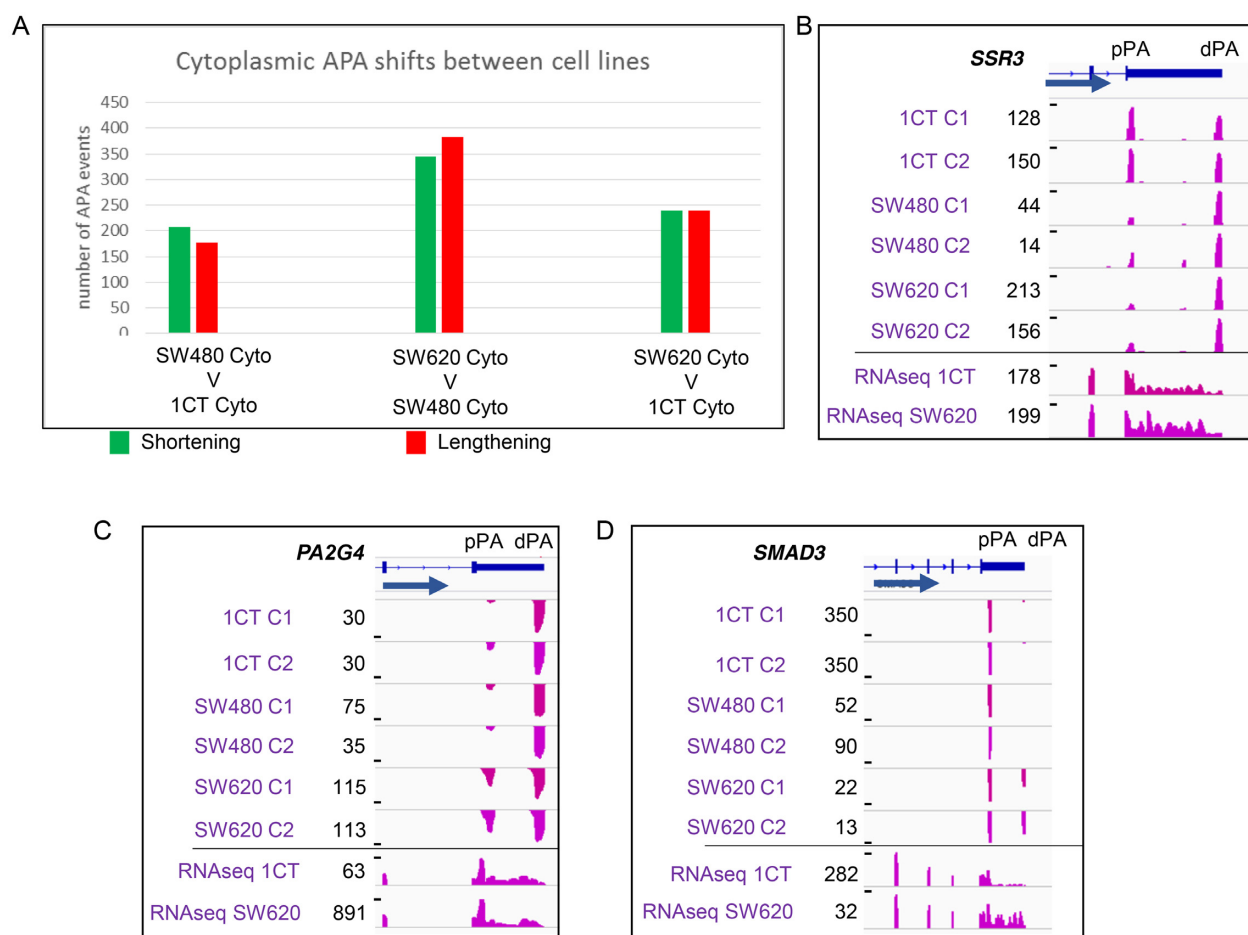 A
Cytoplasmic APA shifts between cell lines
number of APA events
450
400
350
300
250
200
150
100
50
0
SW480 Cyto
V
1CT Cyto
SW620 Cyto
V
SW480 Cyto
SW620 Cyto
V
1CT Cyto
Shortening
Lengthening
B
SSR3
pPA
dPA
1CT C1 128
1CT C2 150
SW480 C1 44
SW480 C2 14
SW620 C1 213
SW620 C2 156
RNAseq 1CT 178
RNAseq SW620 199
C
PA2G4
pPA
dPA
1CT C1 30
1CT C2 30
SW480 C1 75
SW480 C2 35
SW620 C1 115
SW620 C2 113
RNAseq 1CT 63
RNAseq SW620 891
D
SMAD3
pPA
dPA
1CT C1 350
1CT C2 350
SW480 C1 52
SW480 C2 90
SW620 C1 22
SW620 C2 13
RNAseq 1CT 282
RNAseq SW620 32